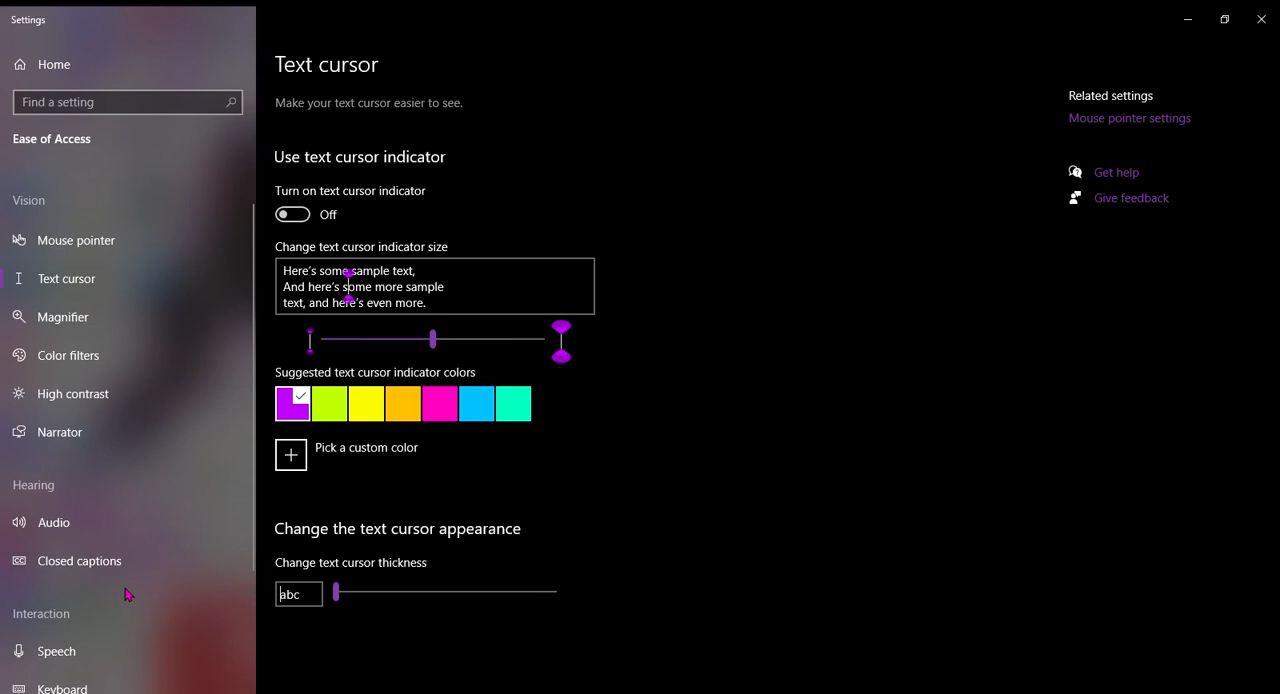 Settings
Home
Find a setting
Ease of Access
Vision
Mouse pointer
Text cursor
Magnifier
Color filters
High contrast
Narrator
Hearing
Audio
Closed captions
Interaction
Speech
Keyboard
Text cursor
Make your text cursor easier to see.
Use text cursor indicator
Turn on text cursor indicator
Off
Change text cursor indicator size
Here's some sample text,
And here's some more sample
text, and here's even more.
Suggested text cursor indicator colors
Pick a custom color
Change the text cursor appearance
Change text cursor thickness
abc
Related settings
Mouse pointer settings
Get help
Give feedback